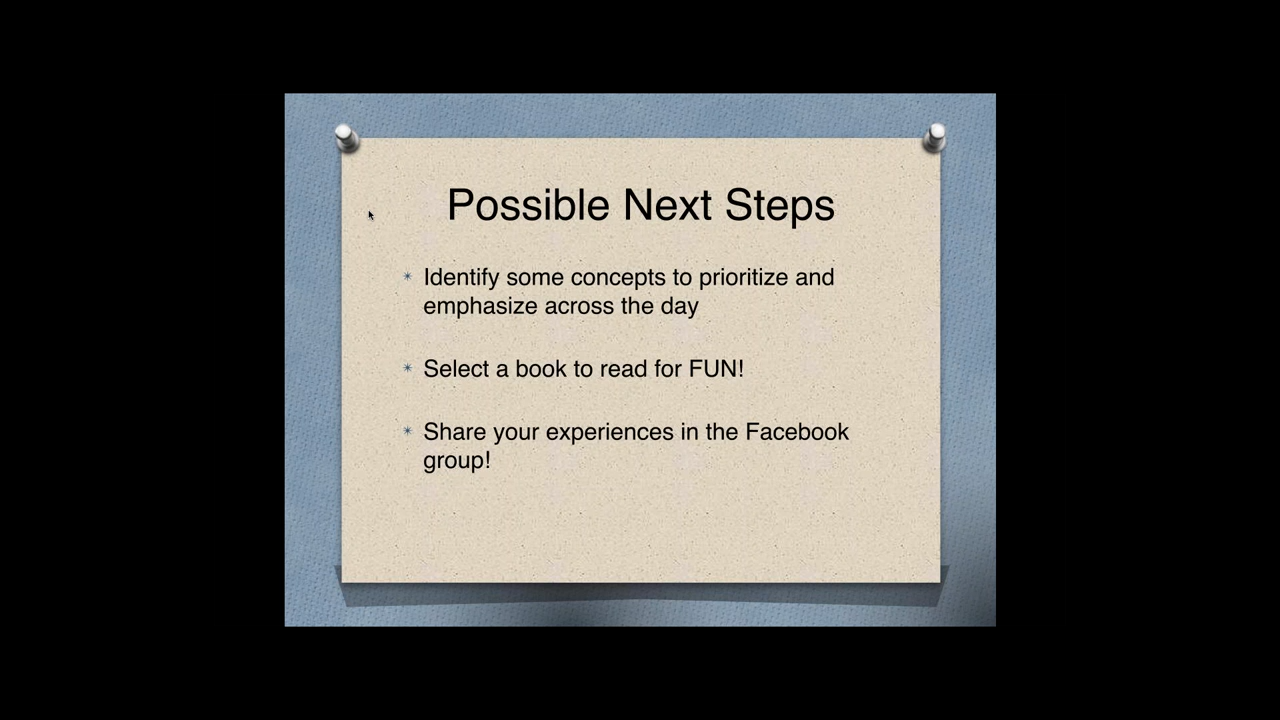 Possible Next Steps
Identify some concepts to prioritize and
emphasize across the day
Select a book to read for FUN!
Share your experiences in the Facebook
group!